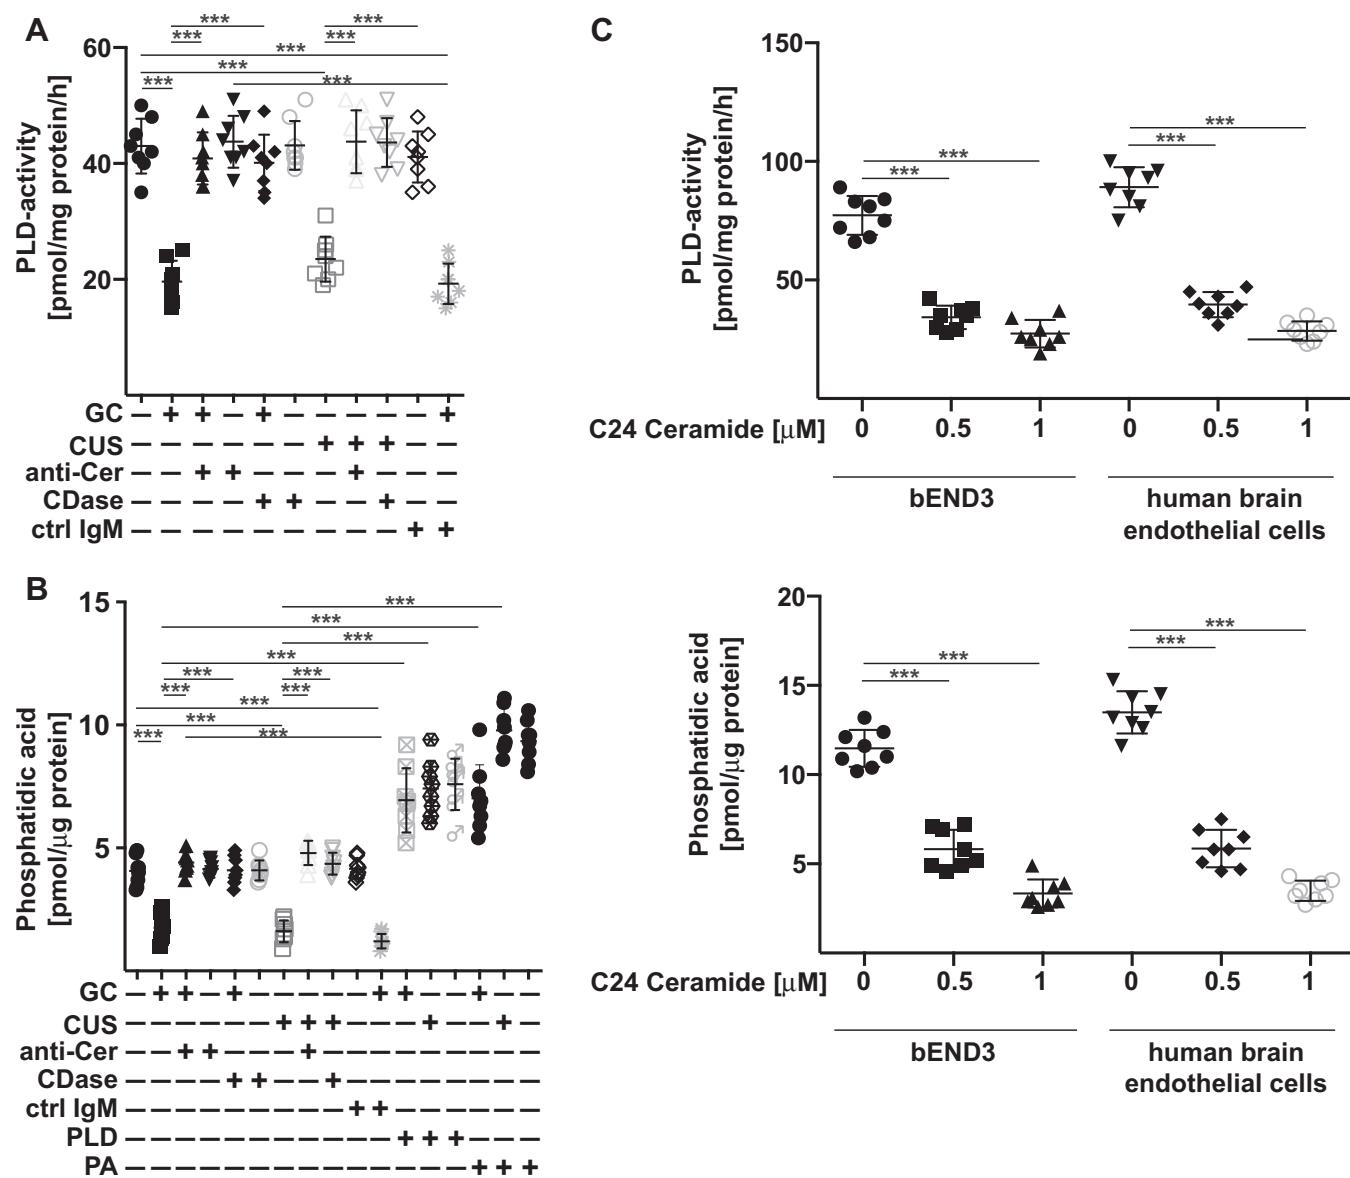 A
PLD-activity
[pmol/mg protein/h]
60
40
20
***
***
***
***
***
***
***
***
GC — + + — + — — — — — +
CUS — — — — — — + + + — —
anti-Cer — — + + — — — + — — —
CDase — — — — + + — — + — —
ctrl IgM — — — — — — — — — + +
B
Phosphatidic acid
[pmol/μg protein]
15
10
5
***
***
***
***
***
***
***
***
***
***
***
***
GC — + + — + — — — — — + + — — + — —
CUS — — — — — — + + + — — — + — — + —
anti-Cer — — + + — — — + — — — — — — — — —
CDase — — — — + + — — + — — — — — — — —
ctrl IgM — — — — — — — — — + + — — — — — —
PLD — — — — — — — — — — — + + + — — —
PA — — — — — — — — — — — — — — + + +
C
PLD-activity
[pmol/mg protein/h]
150
100
50
***
***
***
***
C24 Ceramide [μM] 0 0.5 1 0 0.5 1
bEND3
human brain
endothelial cells
Phosphatidic acid
[pmol/μg protein]
20
15
10
5
***
***
***
***
C24 Ceramide [μM] 0 0.5 1 0 0.5 1
bEND3
human brain
endothelial cells